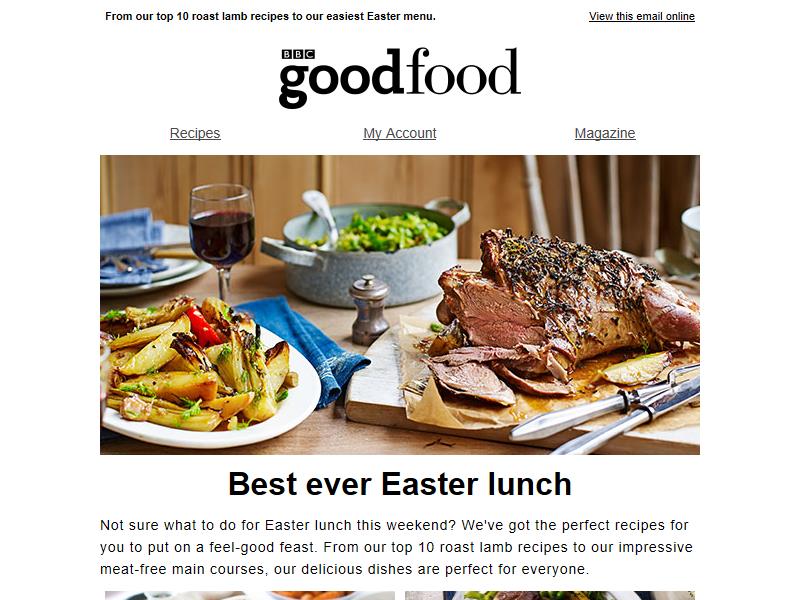 From our top 10 roast lamb recipes to our easiest Easter menu.
View this email online
BBC
goodfood
Recipes
My Account
Magazine
Best ever Easter lunch
Not sure what to do for Easter lunch this weekend? We've got the perfect recipes for
you to put on a feel-good feast. From our top 10 roast lamb recipes to our impressive
meat-free main courses, our delicious dishes are perfect for everyone.